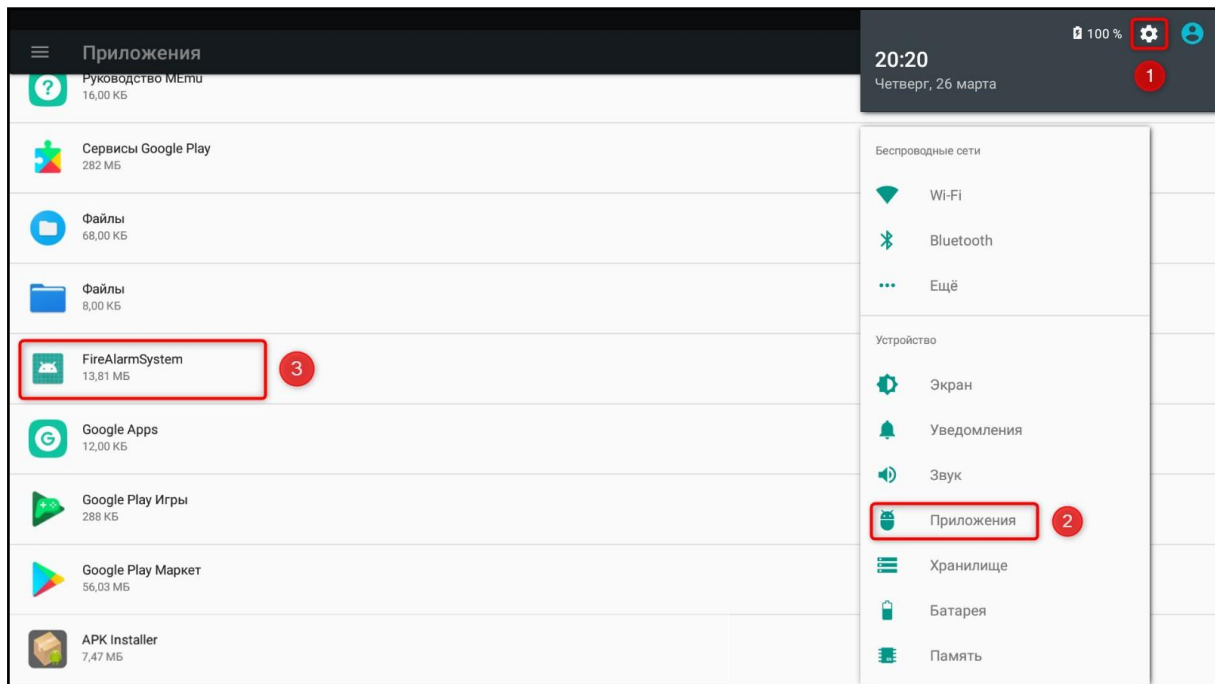 Приложения
Руководство MEmu
16,00 КБ
Сервисы Google Play
282 МБ
Файлы
68,00 КБ
Файлы
8,00 КБ
FireAlarmSystem
13,81 МБ
3
Google Apps
12,00 КБ
Google Play Игры
288 КБ
Google Play Маркет
56,03 МБ
APK Installer
7,47 МБ
100 %
20:20
Четверг, 26 марта
1
Беспроводные сети
Wi-Fi
Bluetooth
Ещё
Устройство
Экран
Уведомления
Звук
Приложения
2
Хранилище
Батарея
Память